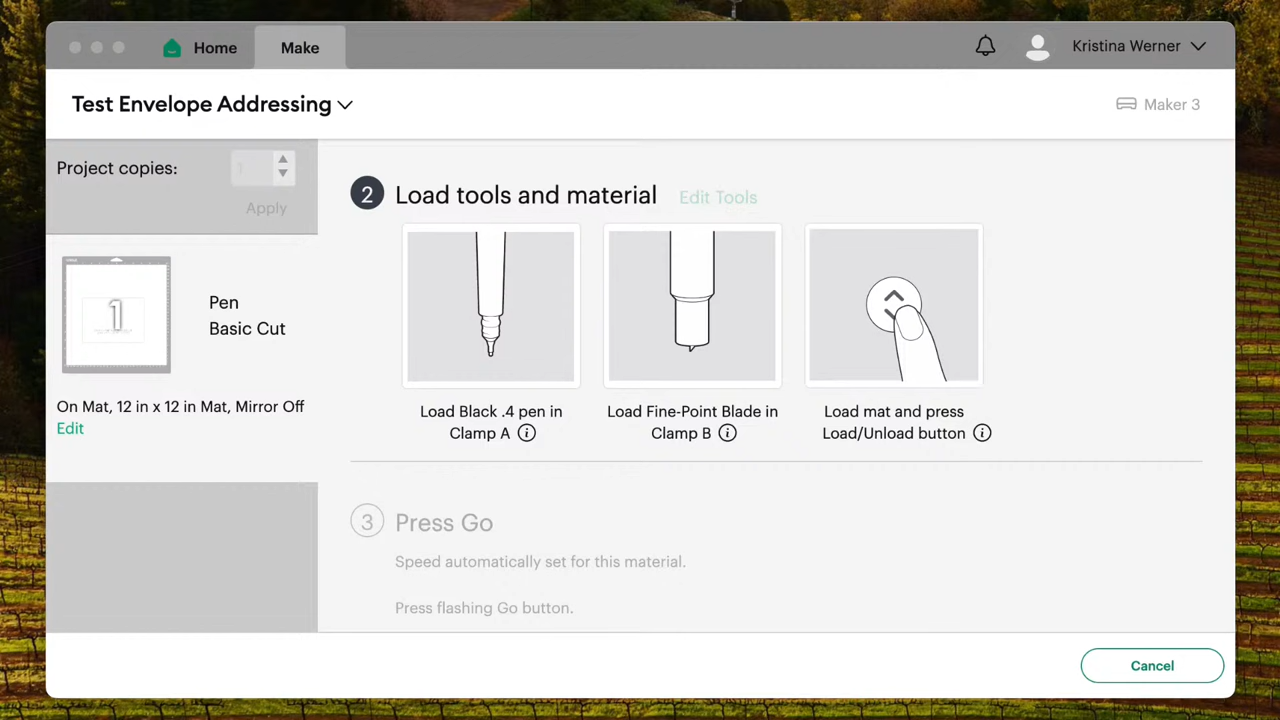 Home
Make
Kristina Werner
Test Envelope Addressing
Maker 3
Project copies:
1
Apply
1
Pen
Basic Cut
On Mat, 12 in x 12 in Mat, Mirror Off
Edit
2 Load tools and material Edit Tools
Load Black .4 pen in
Clamp A
Load Fine-Point Blade in
Clamp B
Load mat and press
Load/Unload button
3 Press Go
Speed automatically set for this material.
Press flashing Go button.
Cancel